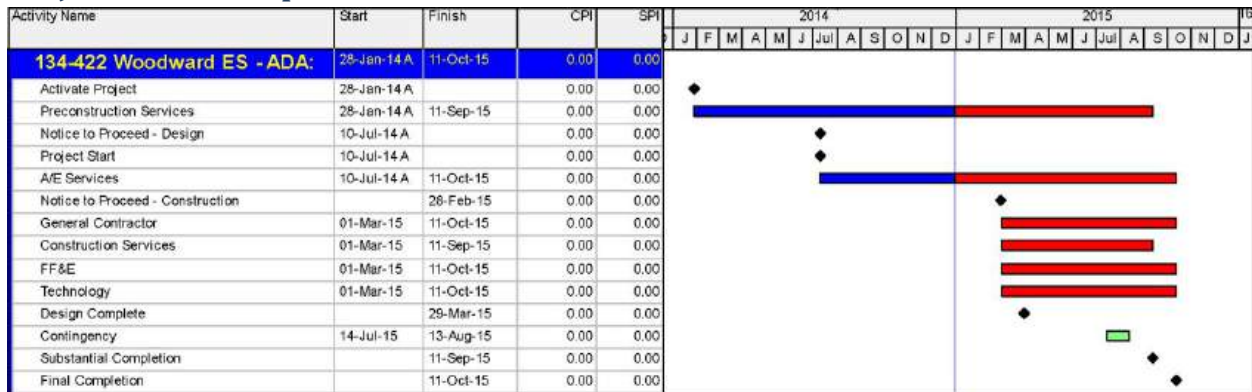 Activity Name Start Finish CPI SPI 2014 2015 16
J F M A M J Jul A S O N D J F M A M J Jul A S O N D J
134-422 Woodward ES - ADA: 28-Jan-14 A 11-Oct-15 0.00 0.00
Activate Project 28-Jan-14 A 0.00 0.00
Preconstruction Services 28-Jan-14 A 11-Sep-15 0.00 0.00
Notice to Proceed - Design 10-Jul-14 A 0.00 0.00
Project Start 10-Jul-14 A 0.00 0.00
A/E Services 10-Jul-14 A 11-Oct-15 0.00 0.00
Notice to Proceed - Construction 28-Feb-15 0.00 0.00
General Contractor 01-Mar-15 11-Oct-15 0.00 0.00
Construction Services 01-Mar-15 11-Sep-15 0.00 0.00
FF&E 01-Mar-15 11-Oct-15 0.00 0.00
Technology 01-Mar-15 11-Oct-15 0.00 0.00
Design Complete 29-Mar-15 0.00 0.00
Contingency 14-Jul-15 13-Aug-15 0.00 0.00
Substantial Completion 11-Sep-15 0.00 0.00
Final Completion 11-Oct-15 0.00 0.00